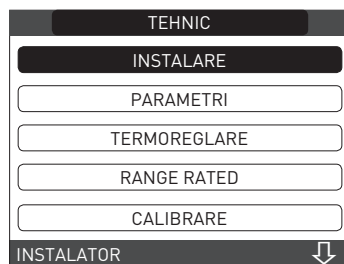 TEHNIC
INSTALARE
PARAMETRI
TERMOREGLARE
RANGE RATED
CALIBRARE
INSTALATOR